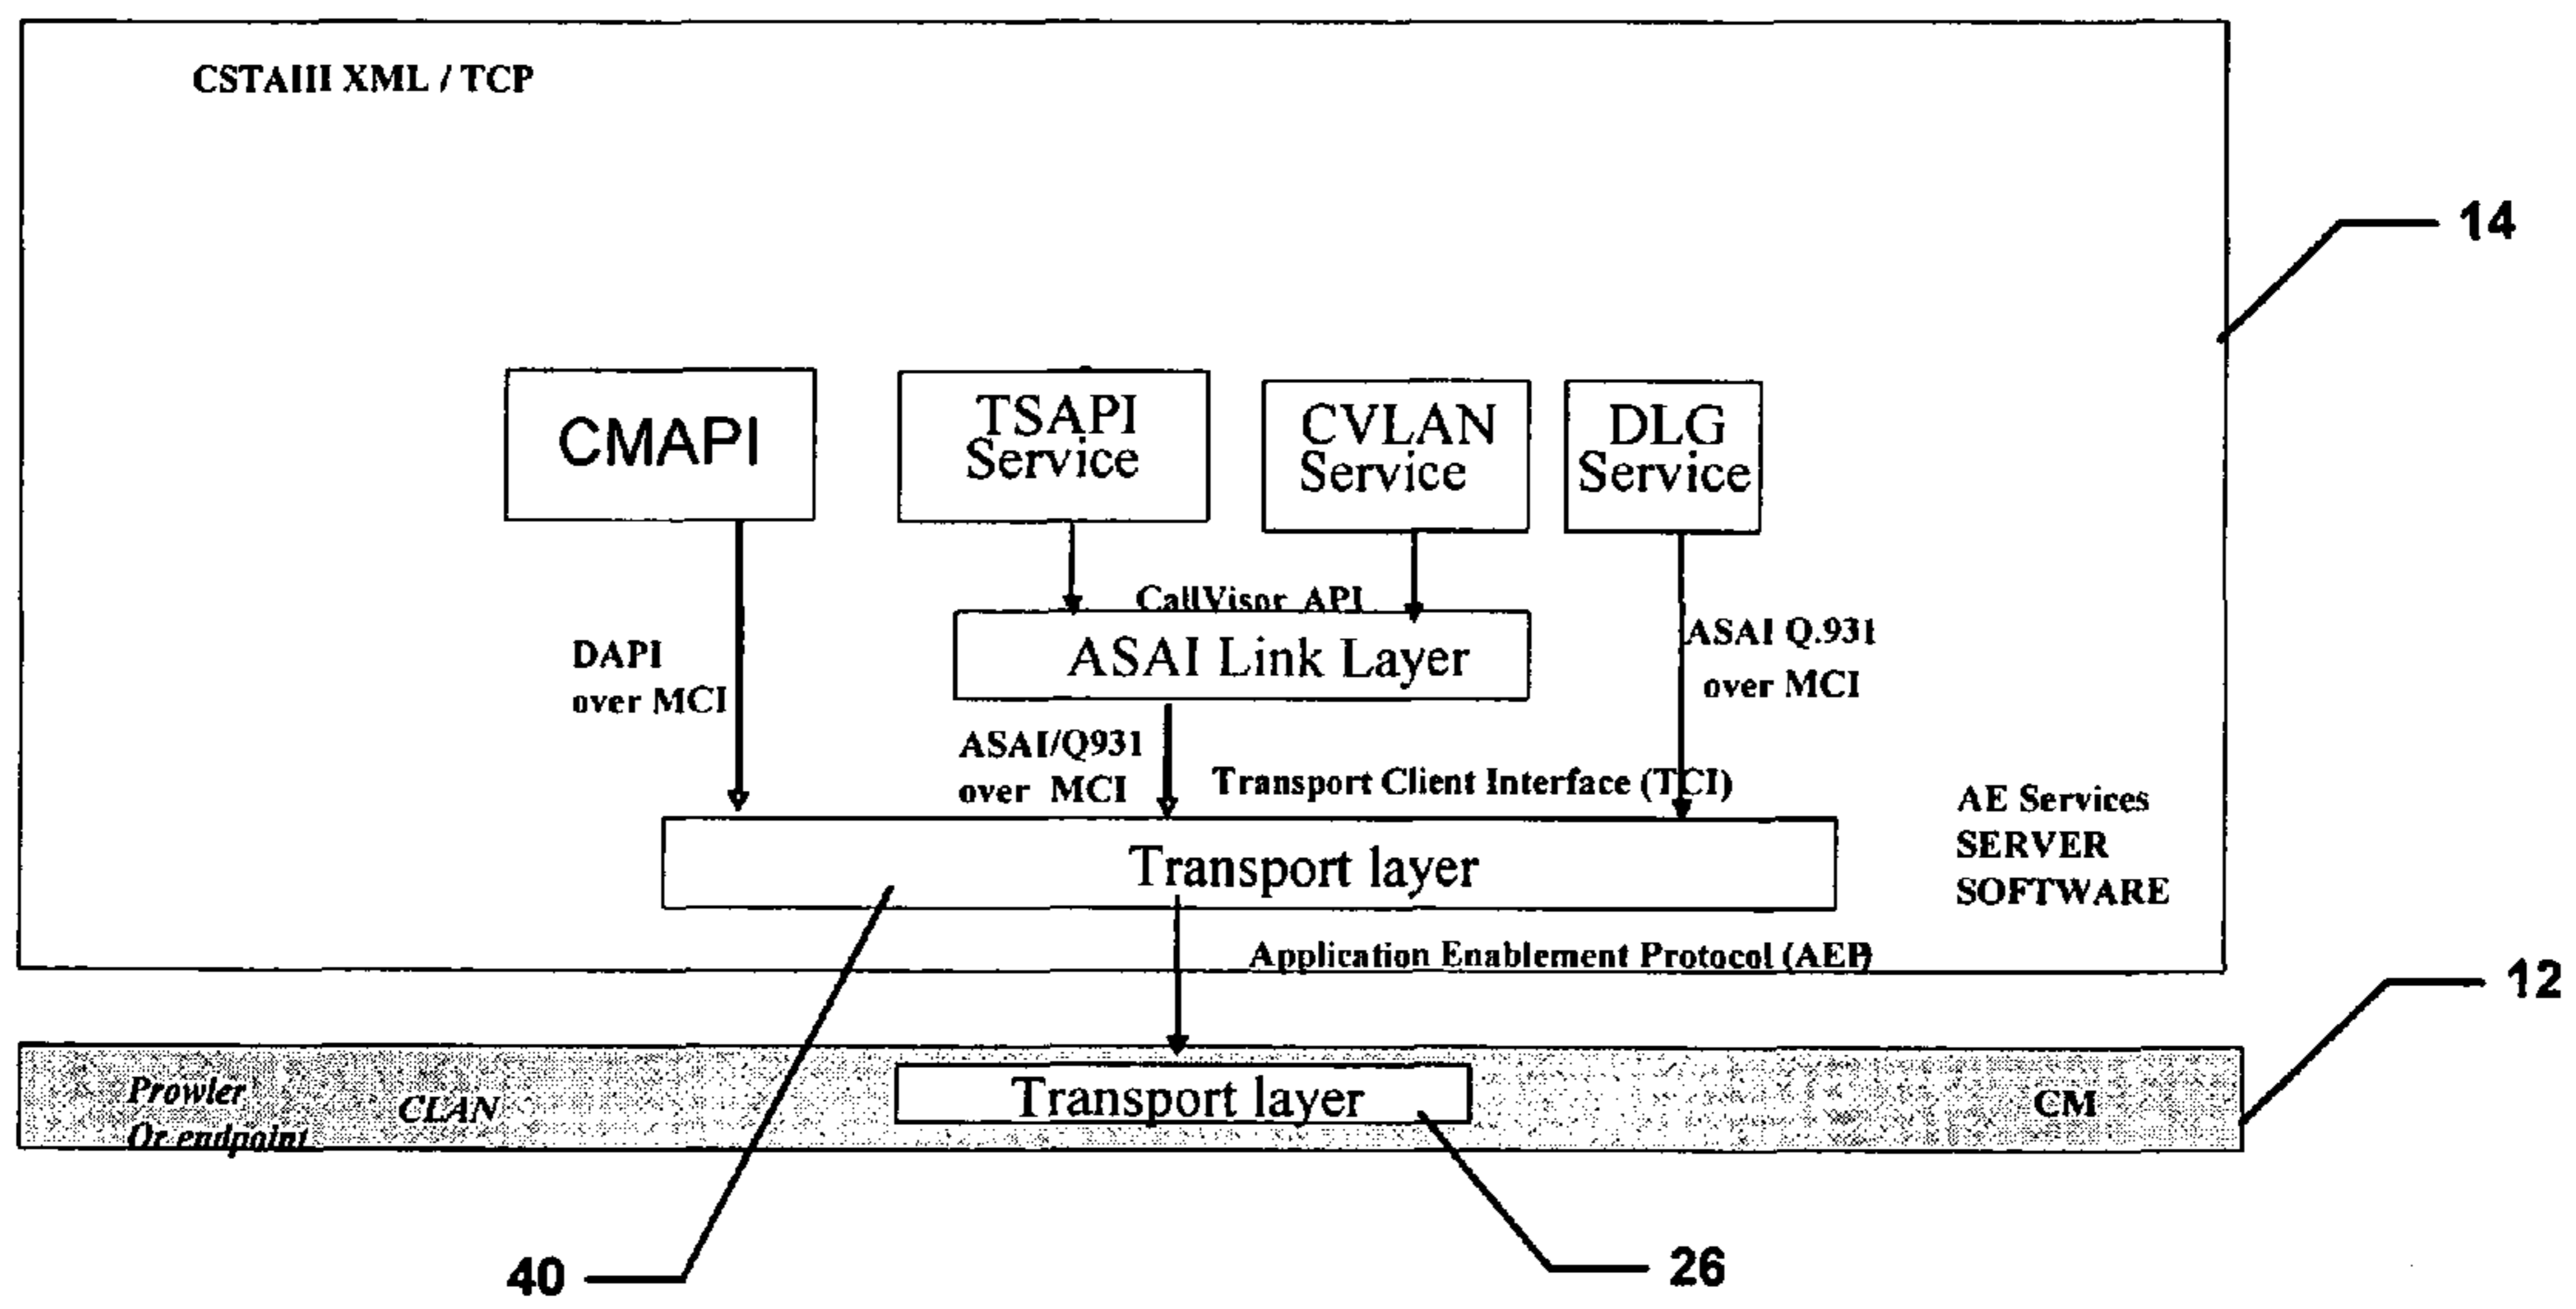 CSTAIII XML / TCP
14
CMAPI
TSAPI
Service
CVLAN
Service
DLG
Service
CallVisor API
ASAI Link Layer
DAPI
over MCI
ASAI Q.931
over MCI
ASAI/Q931
over MCI
Transport Client Interface (TCI)
AE Services
SERVER
SOFTWARE
Transport layer
Application Enablement Protocol (AEP)
12
Prowler
Or endpoint
CLAN
Transport layer
CM
40
26